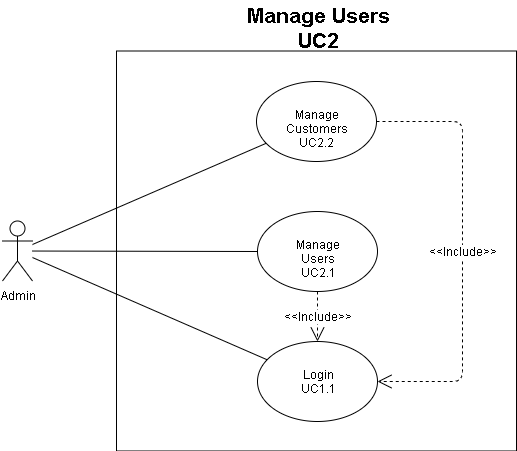 Manage Users
UC2
Manage
Customers
UC2.2
<<Include>>
Manage
Users
UC2.1
Admin
<<Include>>
Login
UC1.1